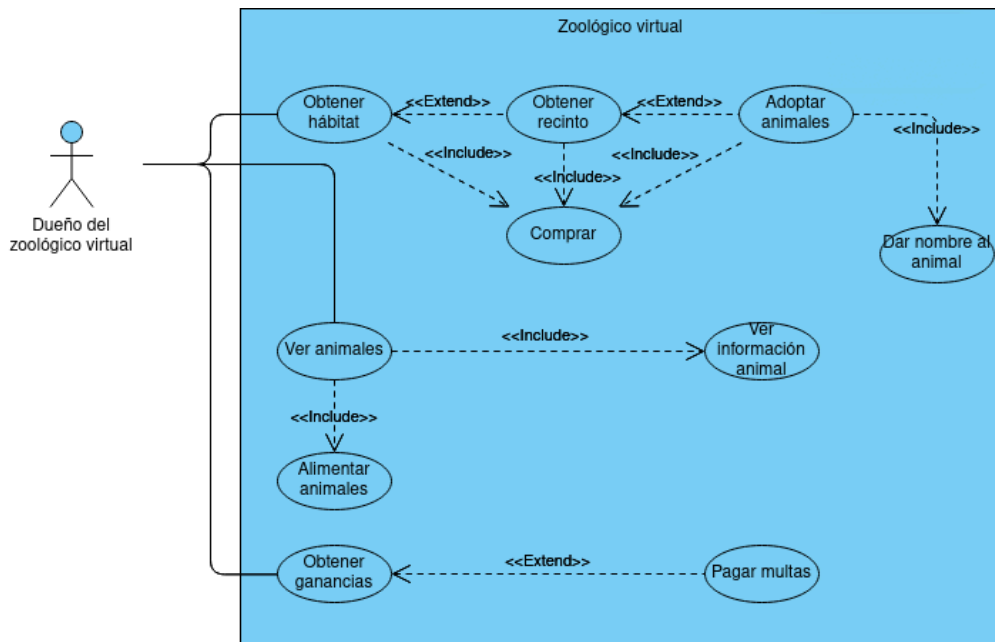 Zoológico virtual
Obtener
hábitat
<<Extend>>
Obtener
recinto
<<Extend>>
Adoptar
animales
<<Include>>
<<Include>>
<<Include>>
<<Include>>
Comprar
Dar nombre al
animal
Dueño del
zoológico virtual
Ver animales
<<Include>>
Ver
información
animal
<<Include>>
Alimentar
animales
Obtener
ganancias
<<Extend>>
Pagar multas